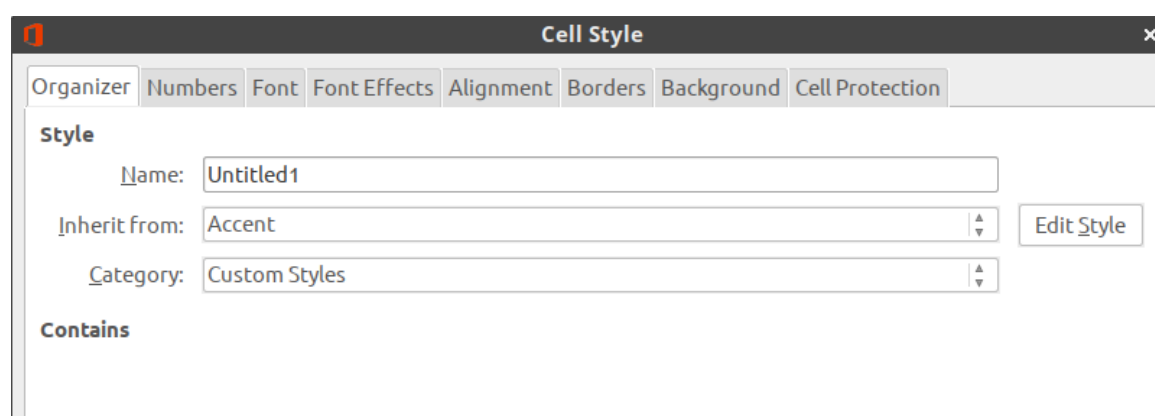 Cell Style
Organizer Numbers Font Font Effects Alignment Borders Background Cell Protection
Style
Name: Untitled1
Inherit from: Accent Edit Style
Category: Custom Styles
Contains